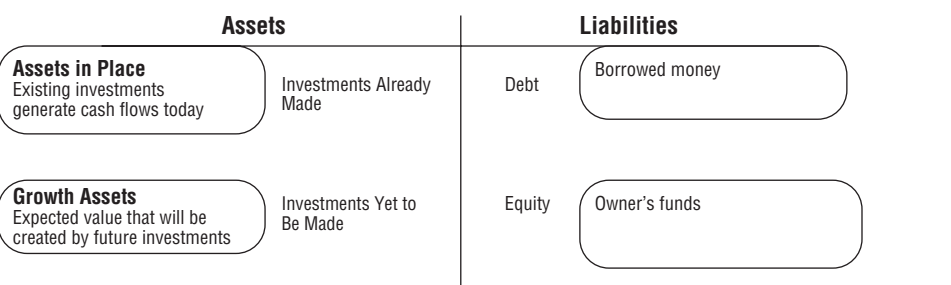 Assets
Liabilities
Assets in Place
Existing investments
generate cash flows today
Investments Already
Made
Debt
Borrowed money
Growth Assets
Expected value that will be
created by future investments
Investments Yet to
Be Made
Equity
Owner’s funds